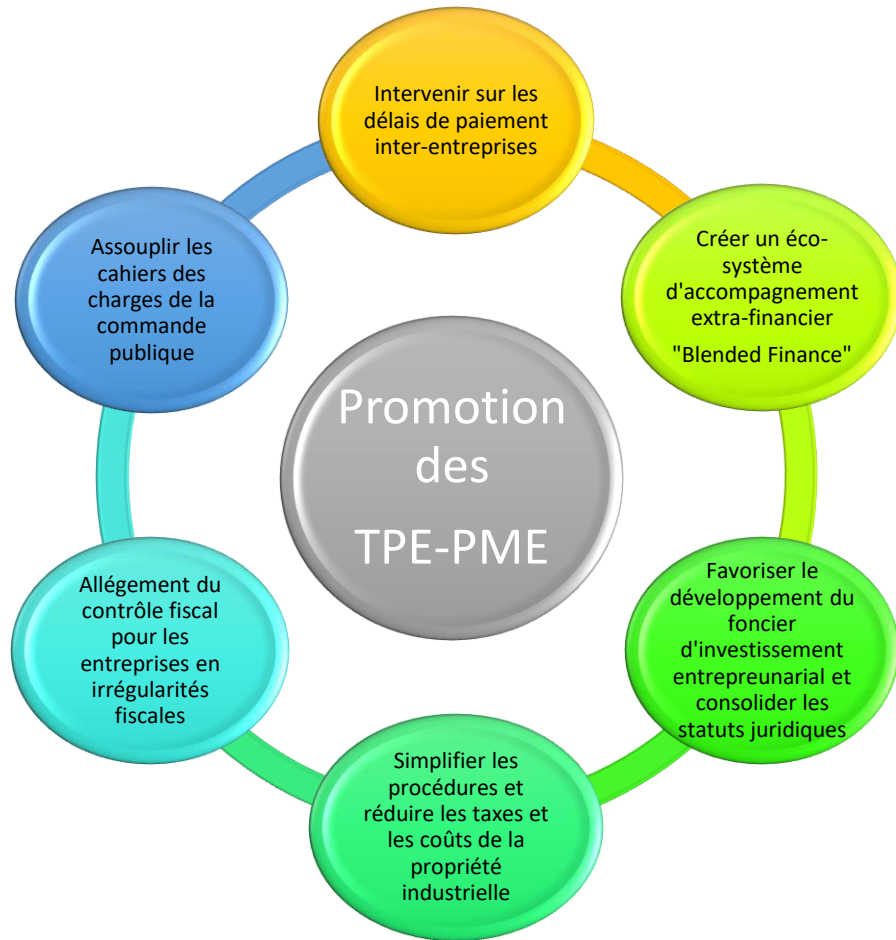 Intervenir sur les
délais de paiement
inter-entreprises
Créer un éco-
système
d'accompagnement
extra-financier
"Blended Finance"
Favoriser le
développement du
foncier
d'investissement
entrepreunarial et
consolider les
statuts juridiques
Simplifier les
procédures et
réduire les taxes et
les coûts de la
propriété
industrielle
Allégement du
contrôle fiscal
pour les
entreprises en
irrégularités
fiscales
Assouplir les
cahiers des
charges de la
commande
publique
Promotion
des
TPE-PME